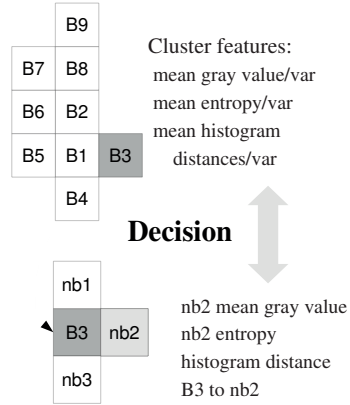 B9
B7 B8
B6 B2
B5 B1 B3
B4
Cluster features:
mean gray value/var
mean entropy/var
mean histogram
distances/var
Decision
nb1
B3 nb2
nb3
nb2 mean gray value
nb2 entropy
histogram distance
B3 to nb2